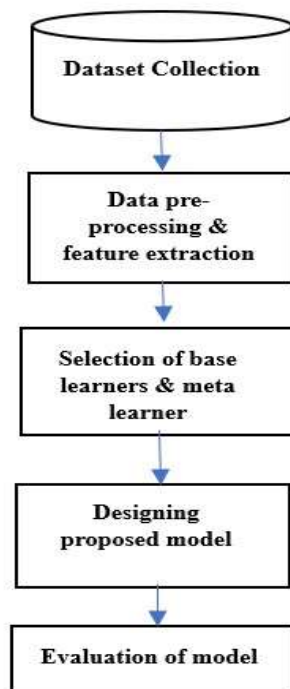 Dataset Collection
Data pre-
processing &
feature extraction
Selection of base
learners & meta
learner
Designing
proposed model
Evaluation of model